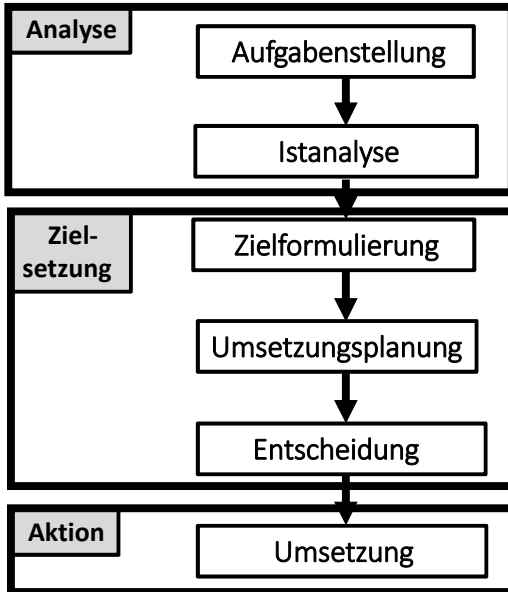 Analyse
Aufgabenstellung
Istanalyse
Ziel-
setzung
Zielformulierung
Umsetzungsplanung
Entscheidung
Aktion
Umsetzung